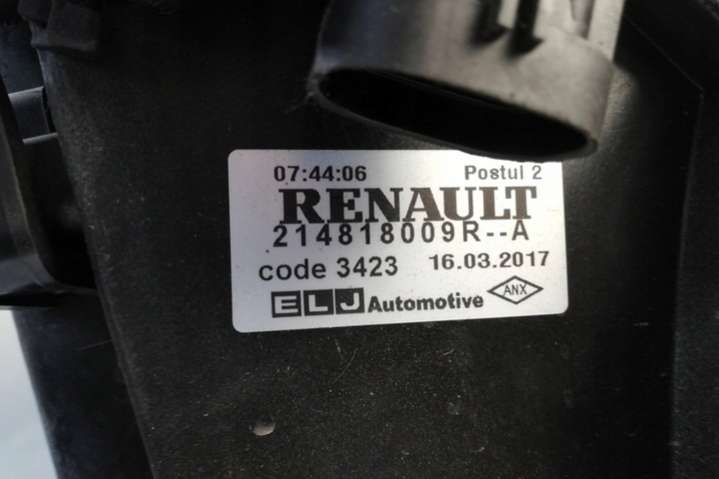 07:44:06 Postul 2
RENAULT
214818009R--A
code 3423 16.03.2017
ELJ Automotive ANX